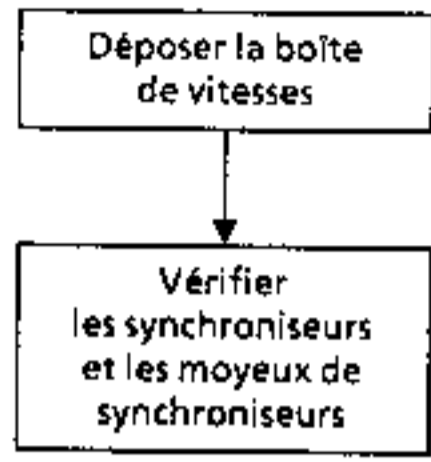 Déposer la boîte
de vitesses
Vérifier
les synchroniseurs
et les moyeux de
synchroniseurs